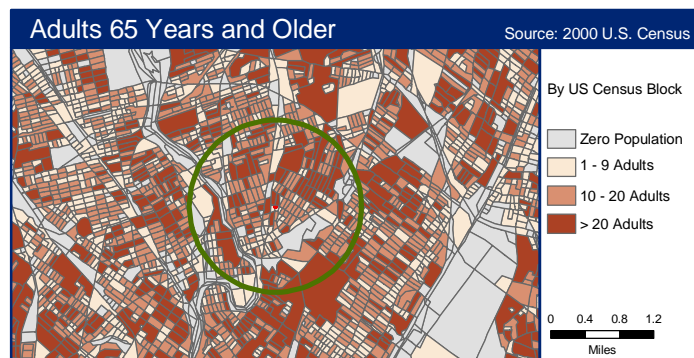 Adults 65 Years and Older
Source: 2000 U.S. Census
By US Census Block
Zero Population
1 - 9 Adults
10 - 20 Adults
> 20 Adults
0 0.4 0.8 1.2
Miles